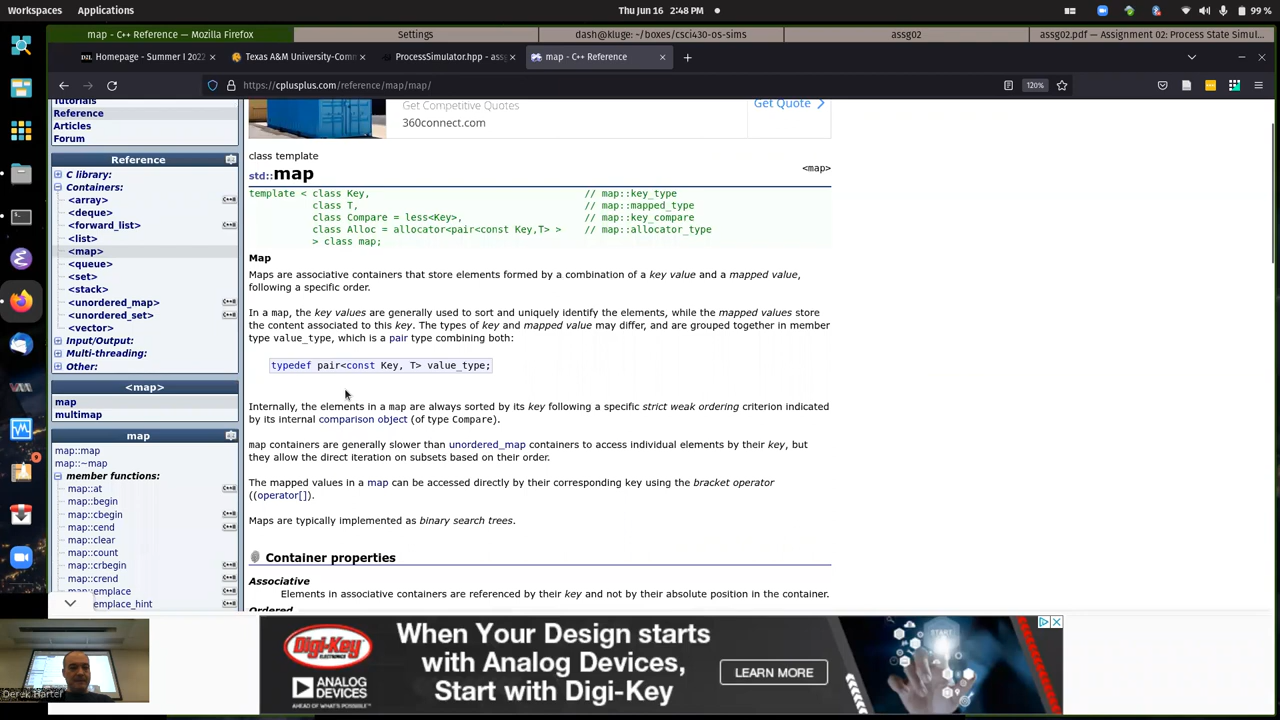 Workspaces Applications Thu Jun 16 2:48 PM 99 %
map - C++ Reference — Mozilla Firefox Settings dash@kluge: ~/boxes/csci430-os-sims assg02 assg02.pdf — Assignment 02: Process State Simul...
Homepage - Summer I 2022 Texas A&M University-Com ProcessSimulator.hpp - ass map - C++ Reference
https://cplusplus.com/reference/map/map/ 120%
Tutorials
Reference
Articles
Forum
Reference
C library:
Containers:
<array>
<deque>
<forward_list>
<list>
<map>
<queue>
<set>
<stack>
<unordered_map>
<unordered_set>
<vector>
Input/Output:
Multi-threading:
Other:
<map>
map
multimap
map
map::map
map::~map
member functions:
map::at
map::begin
map::cbegin
map::cend
map::clear
map::count
map::crbegin
map::crend
map::emplace
emplace_hint
Get Competitive Quotes
360connect.com
Get Quote
class template
std::map <map>
template < class Key, // map::key_type
class T, // map::mapped_type
class Compare = less<Key>, // map::key_compare
class Alloc = allocator<pair<const Key,T> > // map::allocator_type
> class map;
Map
Maps are associative containers that store elements formed by a combination of a key value and a mapped value,
following a specific order.
In a map, the key values are generally used to sort and uniquely identify the elements, while the mapped values store
the content associated to this key. The types of key and mapped value may differ, and are grouped together in member
type value_type, which is a pair type combining both:
typedef pair<const Key, T> value_type;
Internally, the elements in a map are always sorted by its key following a specific strict weak ordering criterion indicated
by its internal comparison object (of type Compare).
map containers are generally slower than unordered_map containers to access individual elements by their key, but
they allow the direct iteration on subsets based on their order.
The mapped values in a map can be accessed directly by their corresponding key using the bracket operator
((operator[]).
Maps are typically implemented as binary search trees.
Container properties
Associative
Elements in associative containers are referenced by their key and not by their absolute position in the container.
Ordered
9
Derek Harter
Digi-Key
ELECTRONICS
ANALOG
DEVICES
AHEAD OF WHAT'S POSSIBLE
When Your Design starts
with Analog Devices,
Start with Digi-Key
LEARN MORE
START